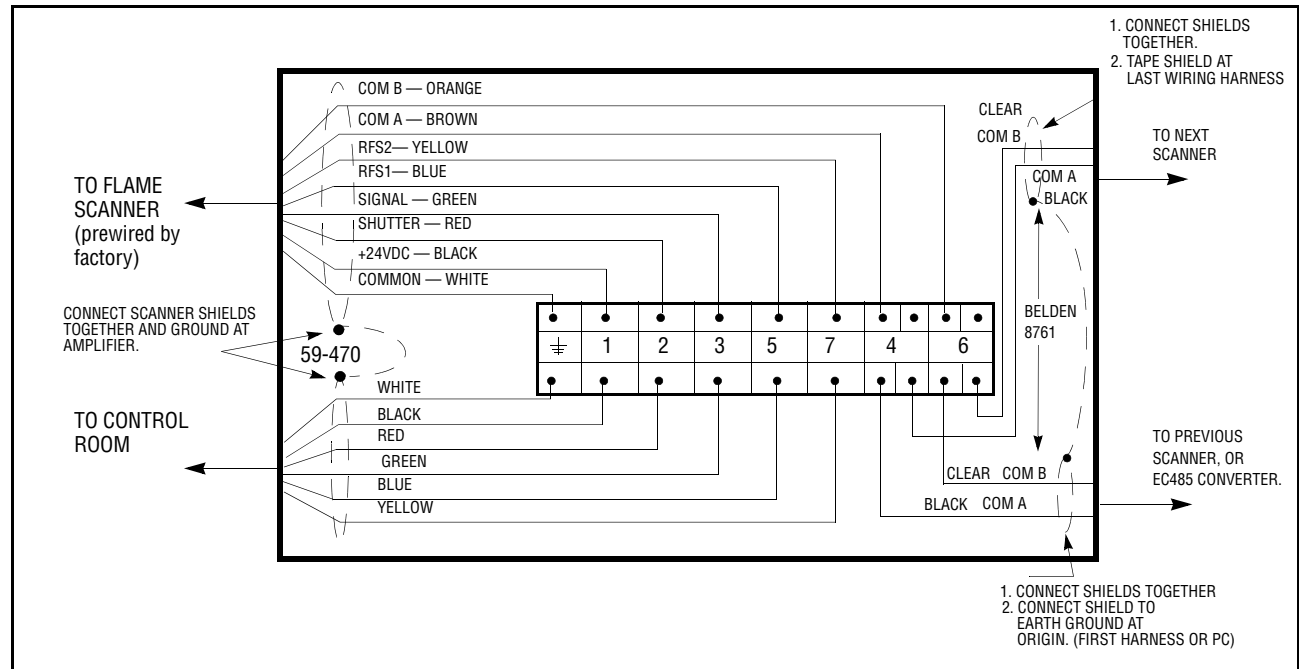 1. CONNECT SHIELDS
TOGETHER.
2. TAPE SHIELD AT
LAST WIRING HARNESS
COM B — ORANGE
COM A — BROWN
RFS2— YELLOW
RFS1— BLUE
SIGNAL — GREEN
SHUTTER — RED
+24VDC — BLACK
COMMON — WHITE
CLEAR
COM B
COM A
BLACK
TO NEXT
SCANNER
TO FLAME
SCANNER
(prewired by
factory)
CONNECT SCANNER SHIELDS
TOGETHER AND GROUND AT
AMPLIFIER.
59-470
1 2 3 5 7 4 6
BELDEN
8761
WHITE
BLACK
RED
GREEN
BLUE
YELLOW
TO CONTROL
ROOM
CLEAR COM B
BLACK COM A
TO PREVIOUS
SCANNER, OR
EC485 CONVERTER.
1. CONNECT SHIELDS TOGETHER
2. CONNECT SHIELD TO
EARTH GROUND AT
ORIGIN. (FIRST HARNESS OR PC)